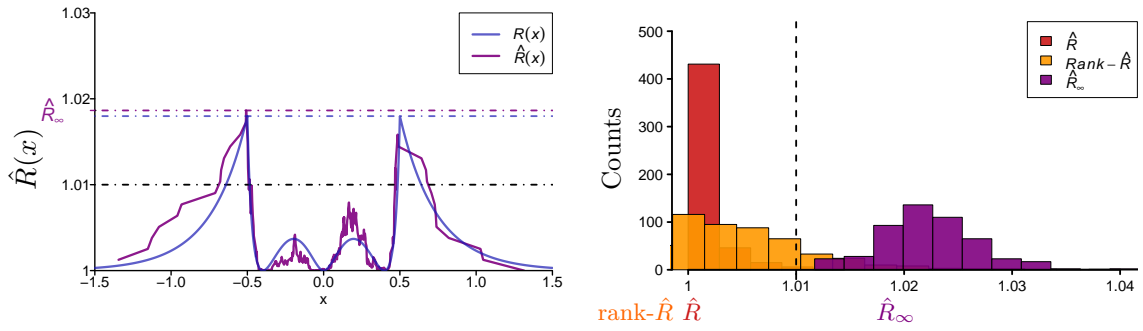 1.03
1.02
1.01
1
R̂∞
R̂(x)
R(x)
R̂(x)
−1.5 −1.0 −0.5 0.0 0.5 1.0 1.5
x
500
400
300
200
100
0
Counts
R̂
Rank− R̂
R̂∞
1 1.01 1.02 1.03 1.04
rank-R̂ R̂ R̂∞